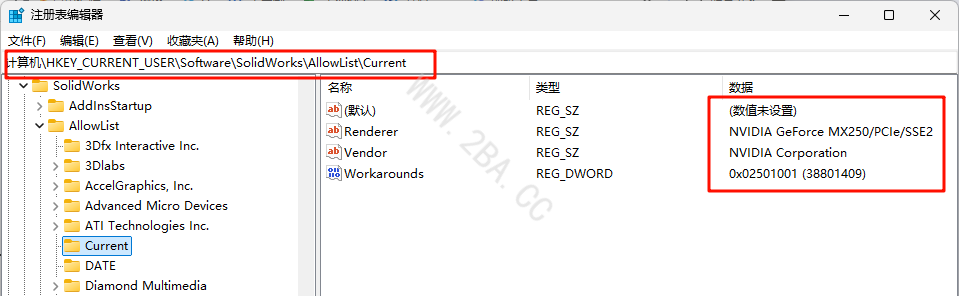 注册表编辑器
文件(F) 编辑(E) 查看(V) 收藏夹(A) 帮助(H)
计算机\HKEY_CURRENT_USER\Software\SolidWorks\AllowList\Current
SolidWorks
AddInsStartup
AllowList
3Dfx Interactive Inc.
3Dlabs
AccelGraphics, Inc.
Advanced Micro Devices
ATI Technologies Inc.
Current
DATE
Diamond Multimedia
名称 类型 数据
(默认) REG_SZ (数值未设置)
Renderer REG_SZ NVIDIA GeForce MX250/PCIe/SSE2
Vendor REG_SZ NVIDIA Corporation
Workarounds REG_DWORD 0x02501001 (38801409)
WWW.2BA.CC